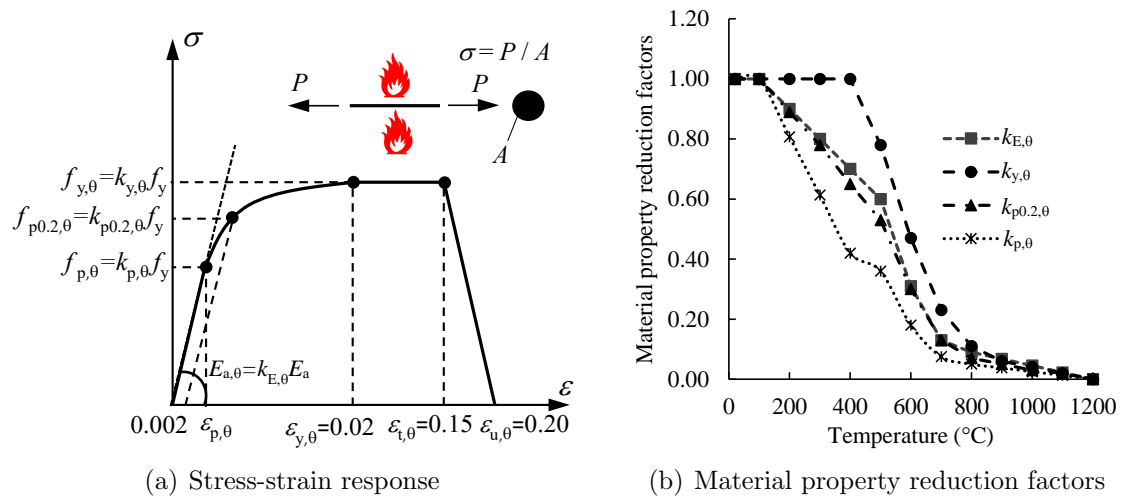 σ
σ=P / A
P
P
A
f_y,θ=k_y,θ f_y
f_p0.2,θ=k_p0.2,θ f_y
f_p,θ=k_p,θ f_y
E_a,θ=k_E,θ E_a
ε
0.002 ε_p,θ ε_y,θ=0.02 ε_t,θ=0.15 ε_u,θ=0.20
(a) Stress-strain response
Material property reduction factors
1.00
0.80
0.60
0.40
0.20
0.00
k_E,θ
k_y,θ
k_p0.2,θ
k_p,θ
0 200 400 600 800 1000 1200
Temperature (°C)
(b) Material property reduction factors